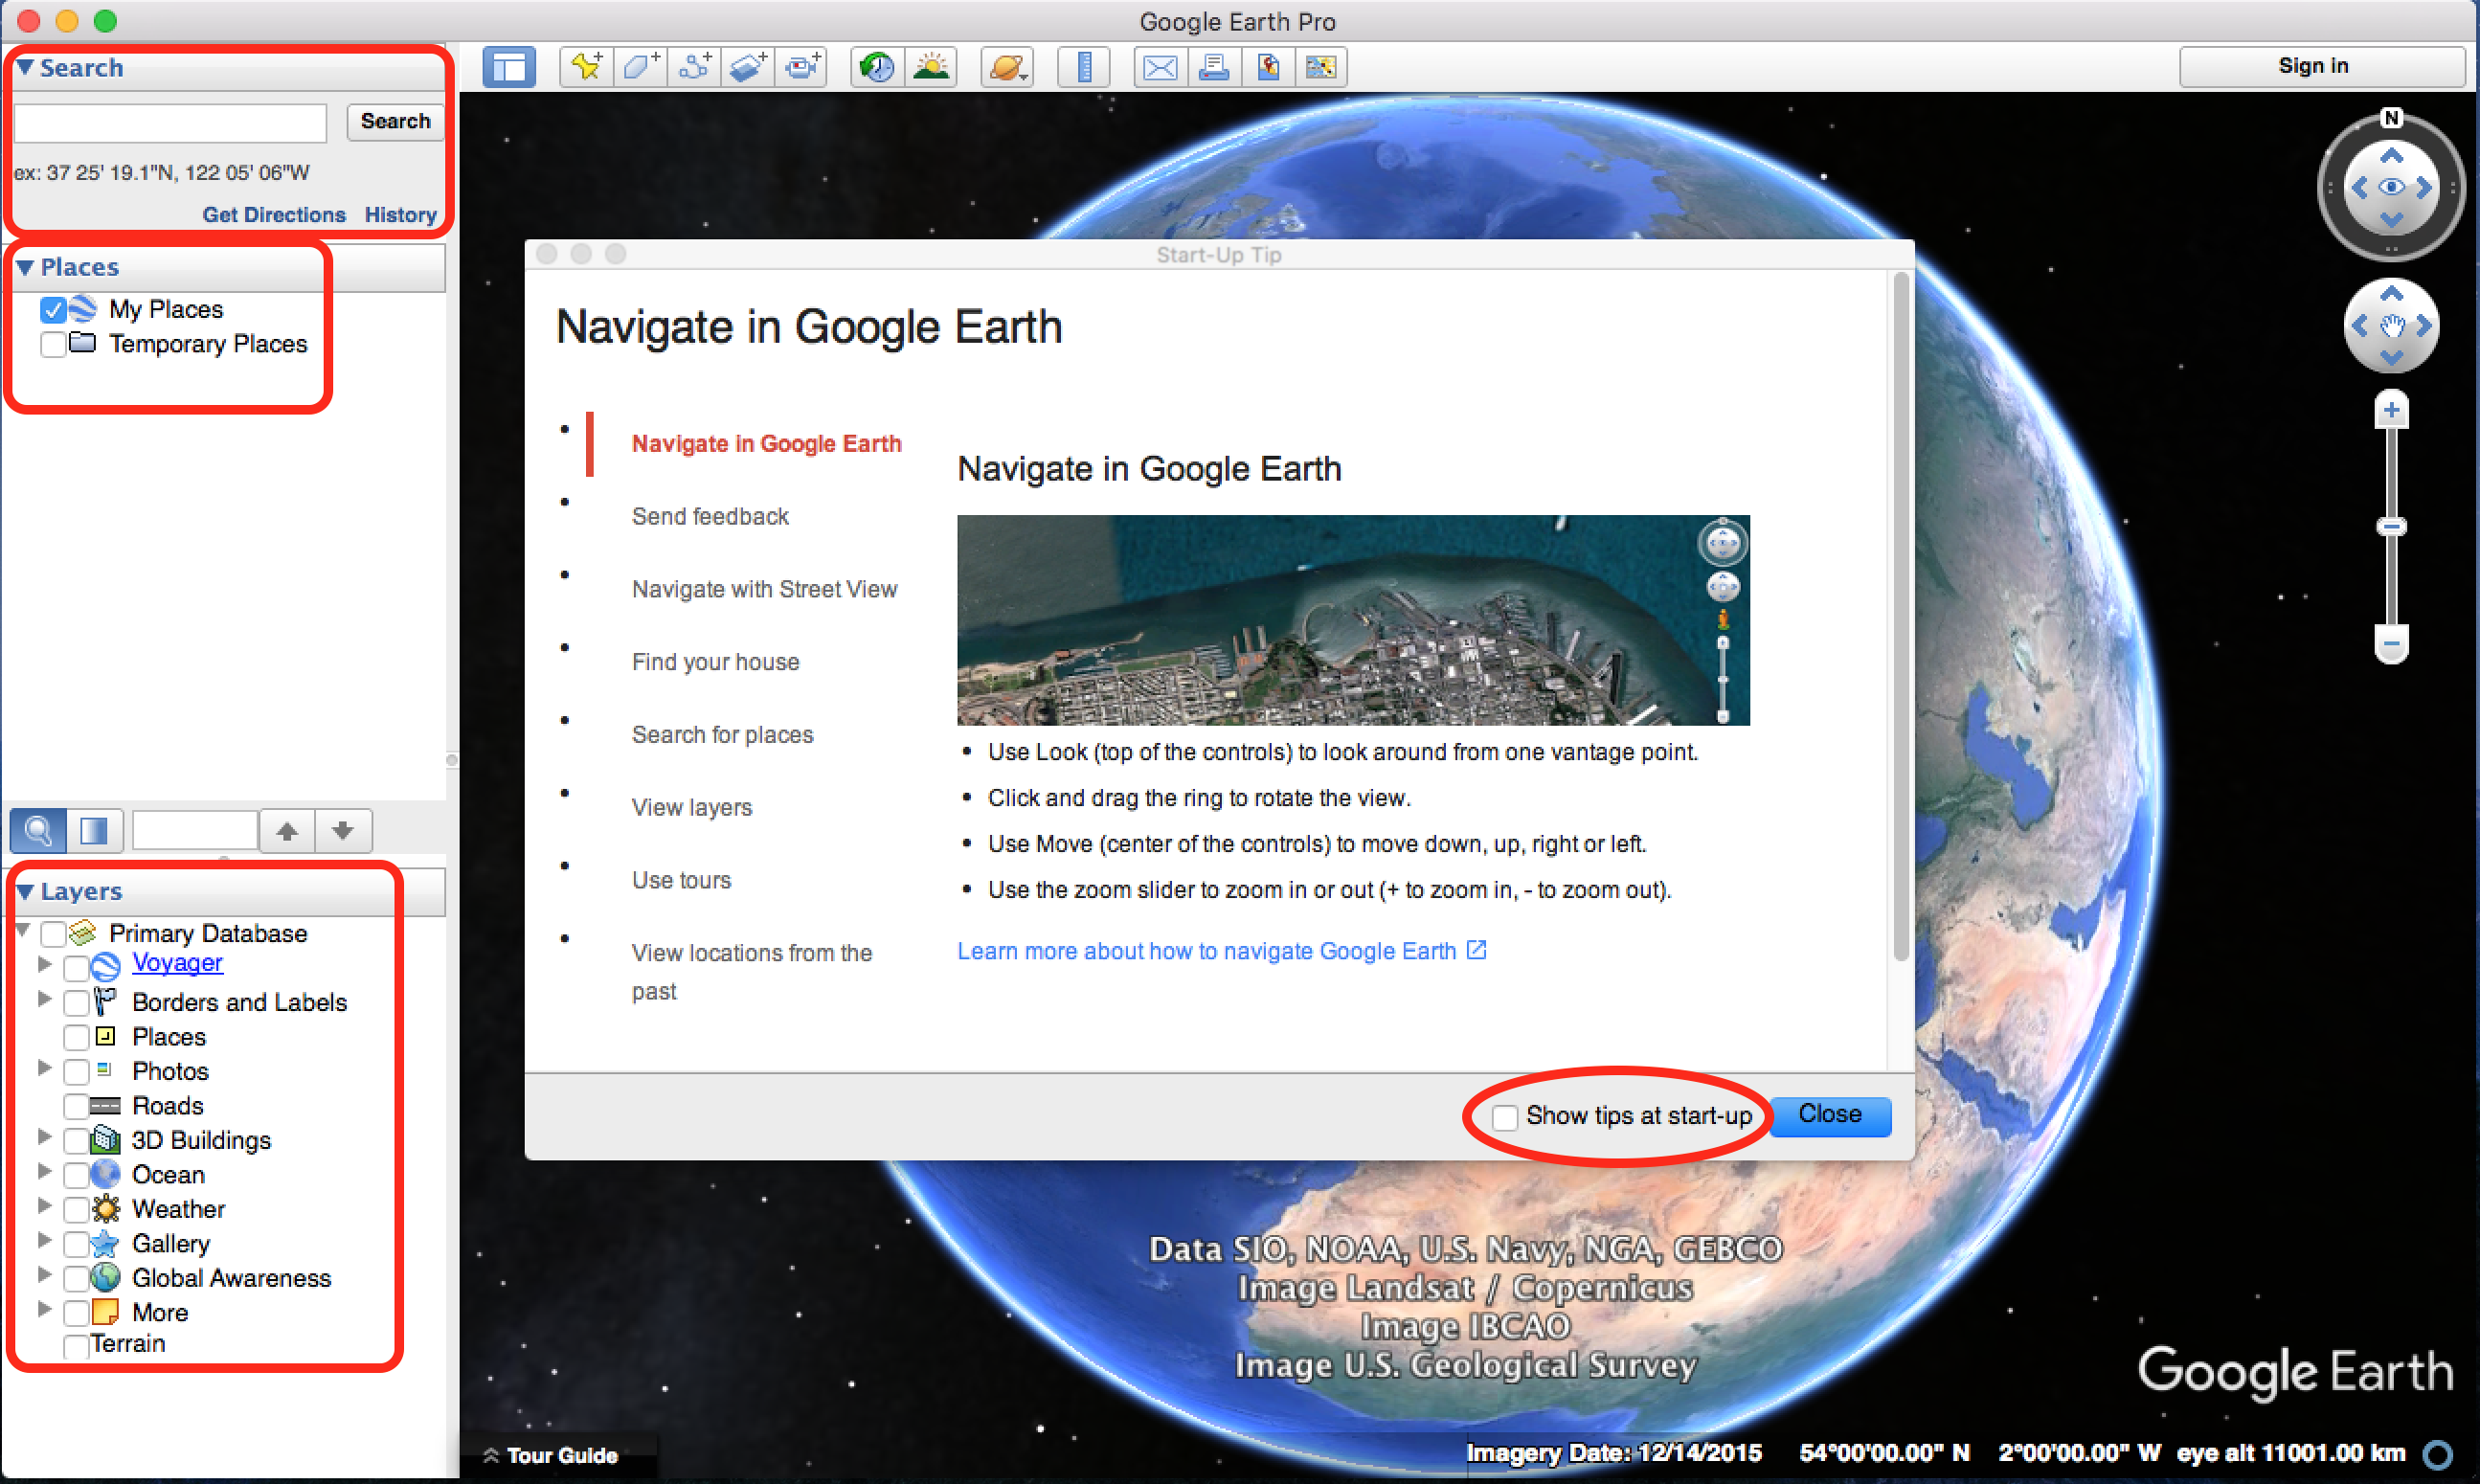 Google Earth Pro
Search
Search
ex: 37 25' 19.1"N, 122 05' 06"W
Get Directions History
Places
My Places
Temporary Places
Layers
Primary Database
Voyager
Borders and Labels
Places
Photos
Roads
3D Buildings
Ocean
Weather
Gallery
Global Awareness
More
Terrain
Sign in
N
Start-Up Tip
Navigate in Google Earth
Navigate in Google Earth
Send feedback
Navigate with Street View
Find your house
Search for places
View layers
Use tours
View locations from the
past
Navigate in Google Earth
• Use Look (top of the controls) to look around from one vantage point.
• Click and drag the ring to rotate the view.
• Use Move (center of the controls) to move down, up, right or left.
• Use the zoom slider to zoom in or out (+ to zoom in, - to zoom out).
Learn more about how to navigate Google Earth
Show tips at start-up
Close
Data SIO, NOAA, U.S. Navy, NGA, GEBCO
Image Landsat / Copernicus
Image IBCAO
Image U.S. Geological Survey
Google Earth
Tour Guide
Imagery Date: 12/14/2015 54°00'00.00" N 2°00'00.00" W eye alt 11001.00 km